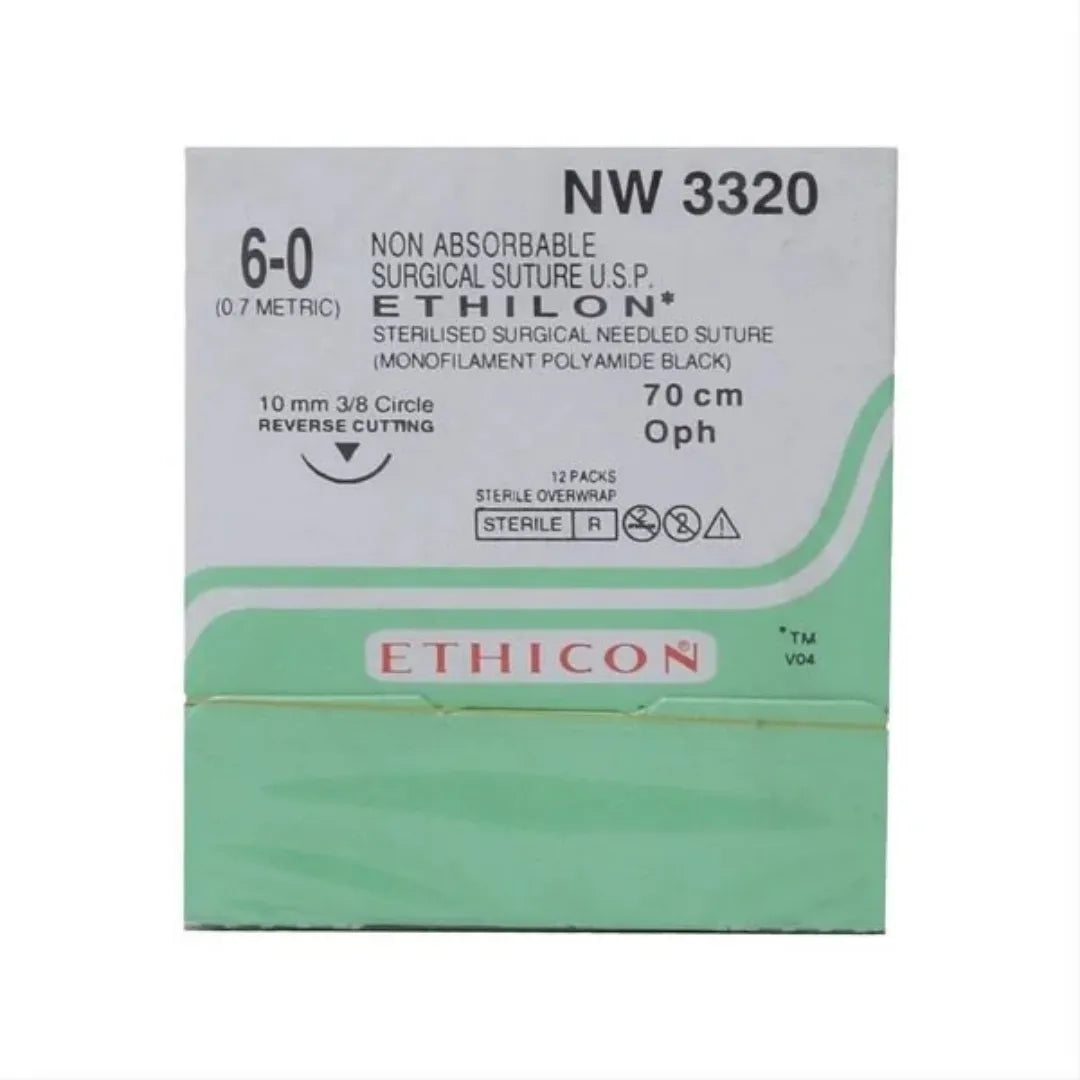 NW 3320
6-0
(0.7 METRIC)
NON ABSORBABLE
SURGICAL SUTURE U.S.P.
ETHILON*
STERILISED SURGICAL NEEDLED SUTURE
(MONOFILAMENT POLYAMIDE BLACK)
10 mm 3/8 Circle
REVERSE CUTTING
70 cm
Oph
12 PACKS
STERILE OVERWRAP
STERILE R
2
ETHICON®
*TM
V04